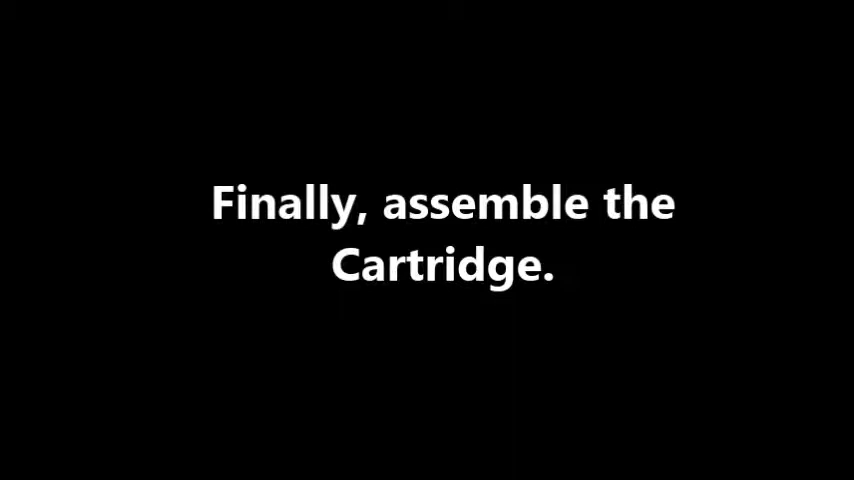 Finally, assemble the
Cartridge.